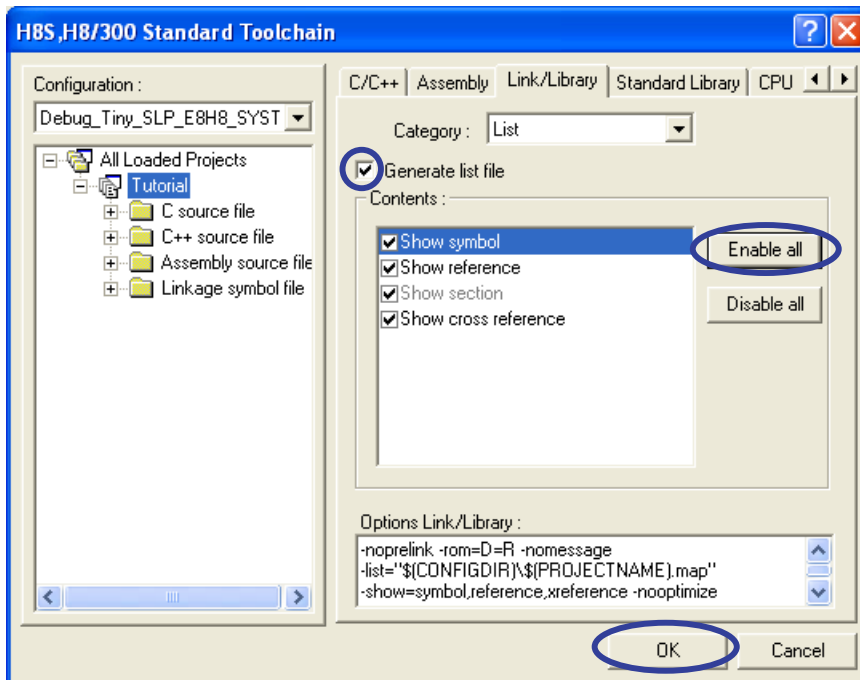 H8S,H8/300 Standard Toolchain
Configuration :
Debug_Tiny_SLP_E8H8_SYST
All Loaded Projects
Tutorial
C source file
C++ source file
Assembly source file
Linkage symbol file
C/C++ Assembly Link/Library Standard Library CPU
Category : List
Generate list file
Contents :
Show symbol
Show reference
Show section
Show cross reference
Enable all
Disable all
Options Link/Library :
-noprelink -rom=D=R -nomessage
-list="$(CONFIGDIR)\$(PROJECTNAME).map"
-show=symbol,reference,xreference -nooptimize
OK Cancel